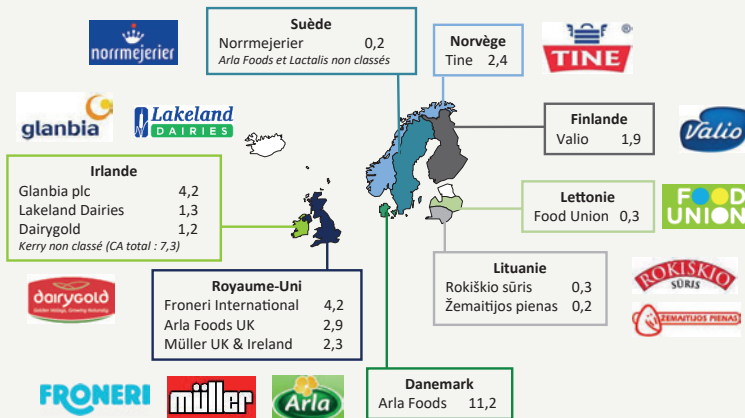 norrmejerier
Suède
Norrmejerier 0,2
Arla Foods et Lactalis non classés
Norvège
Tine 2,4
TINE
glanbia
Lakeland
DAIRIES
Finlande
Valio 1,9
Valio
Irlande
Glanbia plc 4,2
Lakeland Dairies 1,3
Dairygold 1,2
Kerry non classé (CA total : 7,3)
Lettonie
Food Union 0,3
FOOD
UNION
dairygold
Royaume-Uni
Froneri International 4,2
Arla Foods UK 2,9
Müller UK & Ireland 2,3
Lituanie
Rokiškio sūris 0,3
Žemaitijos pienas 0,2
ROKIŠKIO
SŪRIS
ŽEMAITIJOS PIENAS
FRONERI
müller
Arla
Danemark
Arla Foods 11,2